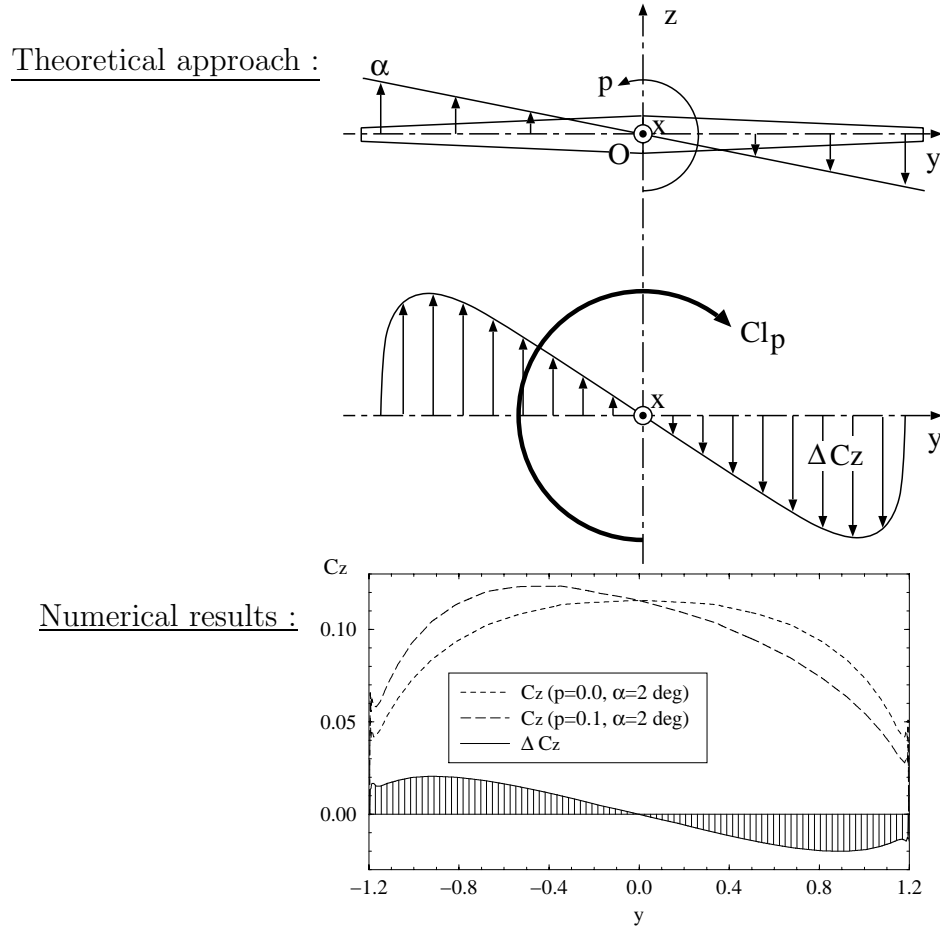 z
Theoretical approach :
α
p
x
O
y
Clp
x
y
Δ Cz
Cz
Numerical results :
0.10
0.05
0.00
Cz (p=0.0, α=2 deg)
Cz (p=0.1, α=2 deg)
Δ Cz
−1.2 −0.8 −0.4 0.0 0.4 0.8 1.2
y